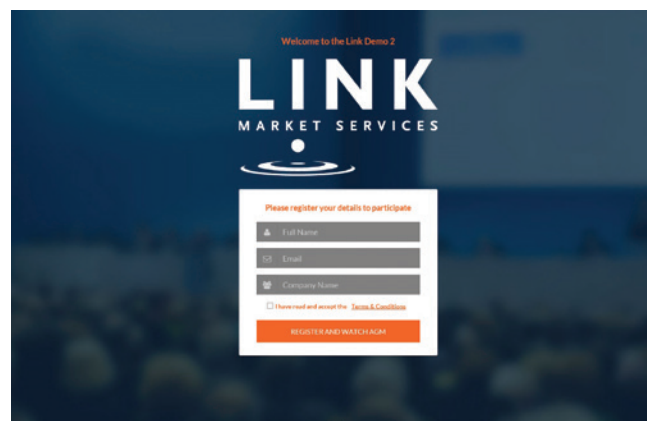 Welcome to the Link Demo 2
LINK
MARKET SERVICES
Please register your details to participate
Full Name
Email
Company Name
I have read and accept the Terms & Conditions
REGISTER AND WATCH AGM